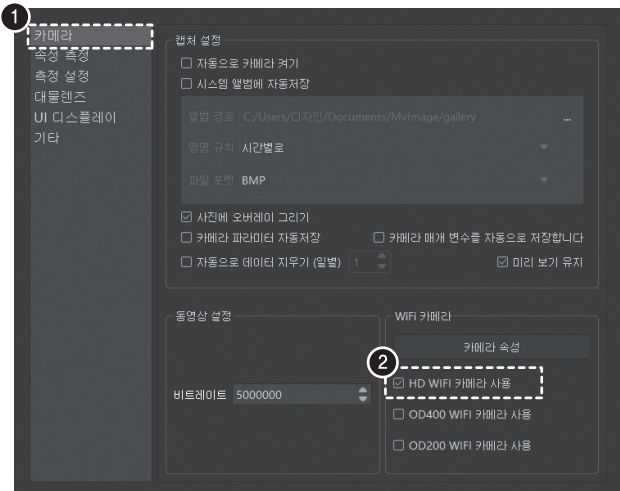 1
카메라
속성 측정
측정 설정
대물렌즈
UI 디스플레이
기타
캡처 설정
자동으로 카메라 켜기
시스템 앨범에 자동저장
앨범 경로 C:/Users/디자인/Documents/MvImage/gallery ...
명명 규칙 시간별로
파일 포멧 BMP
사진에 오버레이 그리기
카메라 파라미터 자동저장 카메라 매개 변수를 자동으로 저장합니다
자동으로 데이터 지우기 (일별) 1 미리 보기 유지
동영상 설정
비트레이트 5000000
WIFI 카메라
카메라 속성
2
HD WIFI 카메라 사용
OD400 WIFI 카메라 사용
OD200 WIFI 카메라 사용